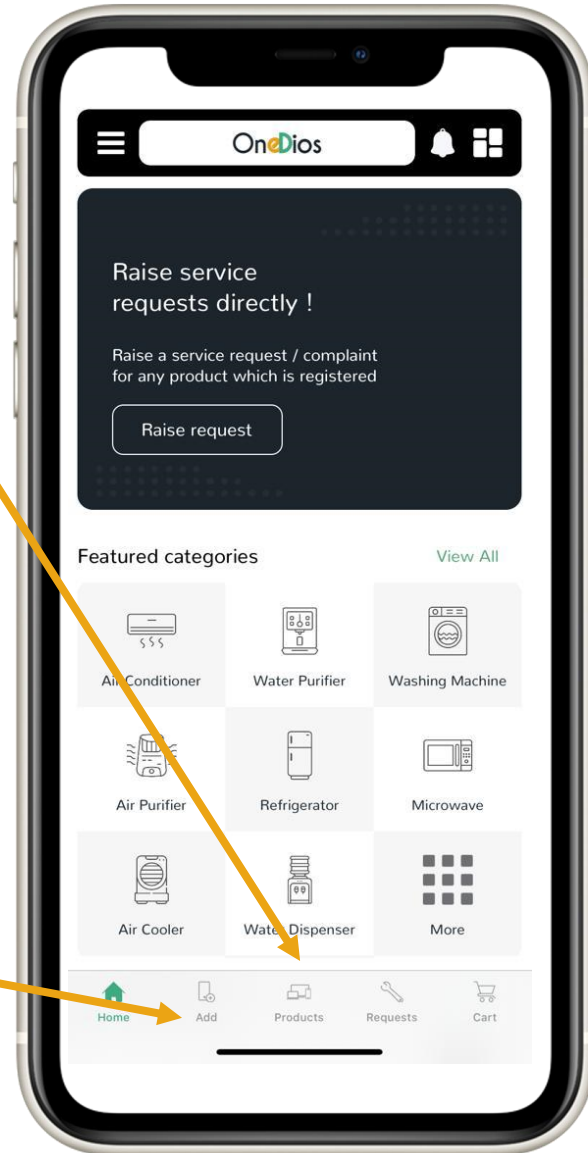 OneDios
Raise service
requests directly !
Raise a service request / complaint
for any product which is registered
Raise request
Featured categories
View All
Air Conditioner
Water Purifier
Washing Machine
Air Purifier
Refrigerator
Microwave
Air Cooler
Water Dispenser
More
Home
Add
Products
Requests
Cart